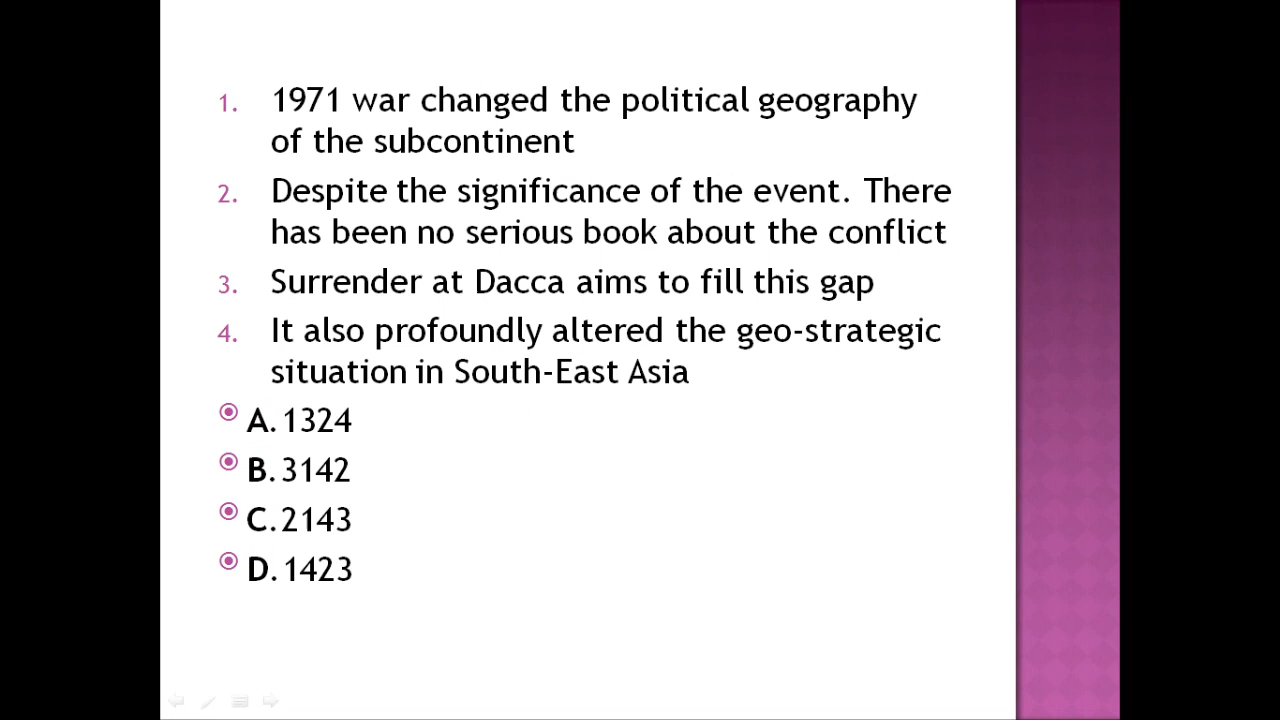 1. 1971 war changed the political geography
of the subcontinent
2. Despite the significance of the event. There
has been no serious book about the conflict
3. Surrender at Dacca aims to fill this gap
4. It also profoundly altered the geo-strategic
situation in South-East Asia
A. 1324
B. 3142
C. 2143
D. 1423